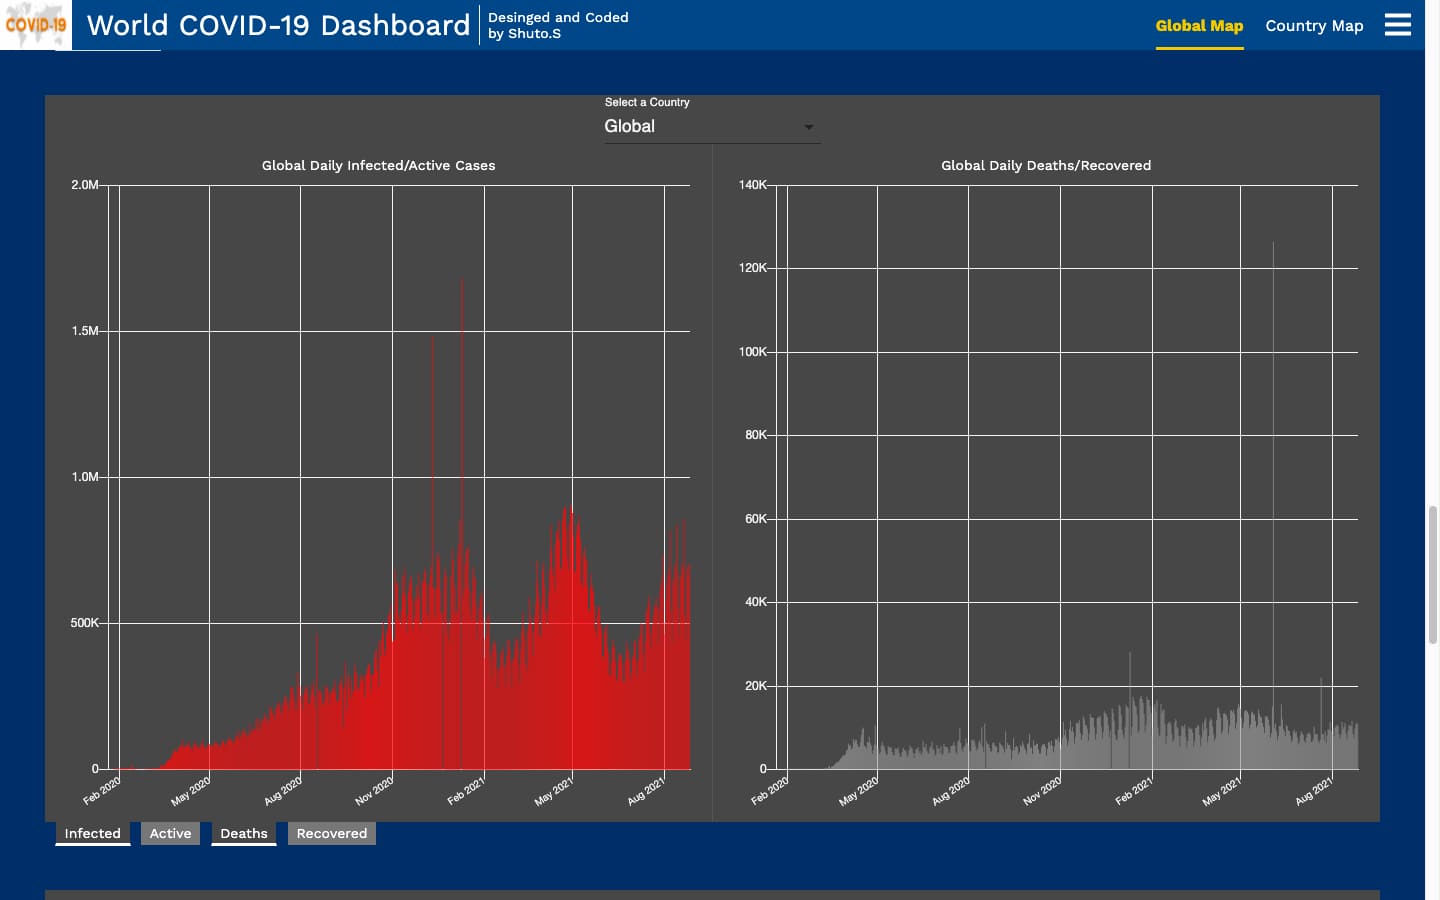 COVID-19
World COVID-19 Dashboard
Desinged and Coded
by Shuto.S
Global Map
Country Map
Select a Country
Global
Global Daily Infected/Active Cases
2.0M
1.5M
1.0M
500K
0
Feb 2020
May 2020
Aug 2020
Nov 2020
Feb 2021
May 2021
Aug 2021
Global Daily Deaths/Recovered
140K
120K
100K
80K
60K
40K
20K
0
Feb 2020
May 2020
Aug 2020
Nov 2020
Feb 2021
May 2021
Aug 2021
Infected
Active
Deaths
Recovered